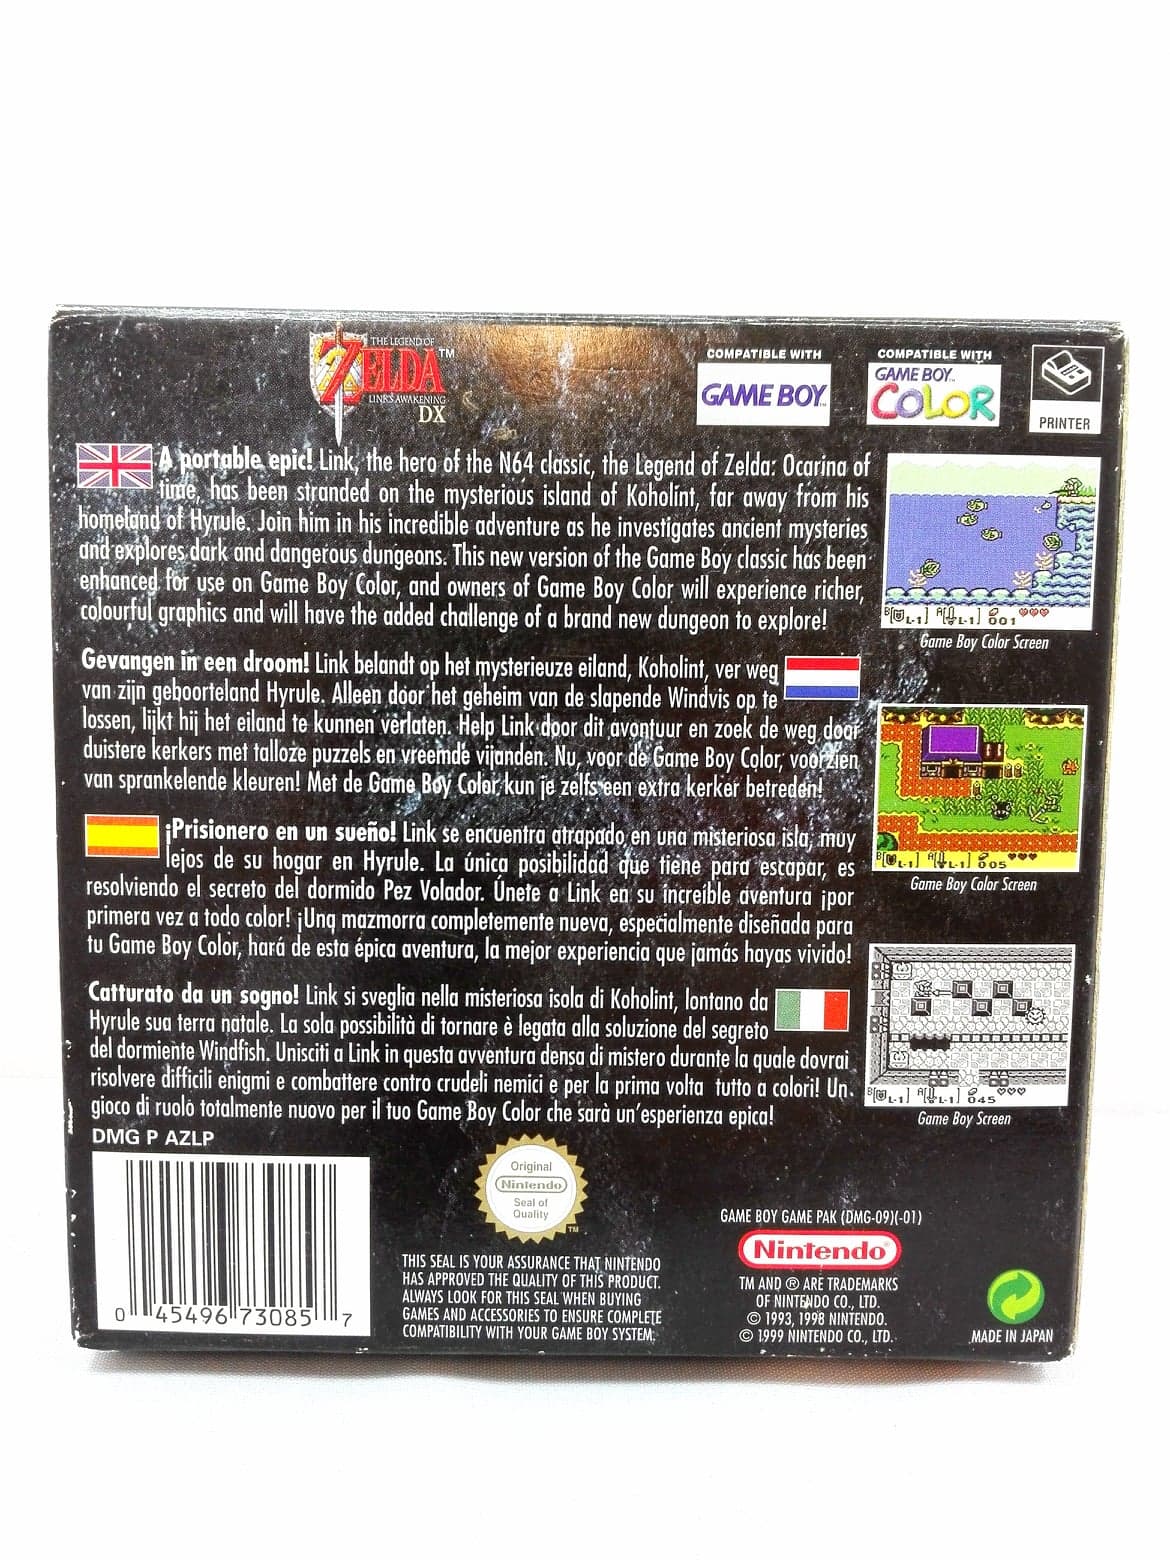 THE LEGEND OF
ZELDA™
LINK'S AWAKENING
DX
COMPATIBLE WITH
GAME BOY™
COMPATIBLE WITH
GAME BOY™
COLOR
PRINTER
A portable epic! Link, the hero of the N64 classic, the Legend of Zelda: Ocarina of
time, has been stranded on the mysterious island of Koholint, far away from his
homeland of Hyrule. Join him in his incredible adventure as he investigates ancient mysteries
and explores dark and dangerous dungeons. This new version of the Game Boy classic has been
enhanced for use on Game Boy Color, and owners of Game Boy Color will experience richer,
colourful graphics and will have the added challenge of a brand new dungeon to explore!
B[ L-1] A[ L-1] 001
Game Boy Color Screen
Gevangen in een droom! Link belandt op het mysterieuze eiland, Koholint, ver weg
van zijn geboorteland Hyrule. Alleen door het geheim van de slapende Windvis op te
lossen, lijkt hij het eiland te kunnen verlaten. Help Link door dit avontuur en zoek de weg door
duistere kerkers met talloze puzzels en vreemde vijanden. Nu, voor de Game Boy Color, voorzien
van sprankelende kleuren! Met de Game Boy Color kun je zelfs een extra kerker betreden!
B[ L-1] A[ L-1] 005
Game Boy Color Screen
¡Prisionero en un sueño! Link se encuentra atrapado en una misteriosa isla, muy
lejos de su hogar en Hyrule. La única posibilidad que tiene para escapar, es
resolviendo el secreto del dormido Pez Volador. Únete a Link en su increíble aventura ¡por
primera vez a todo color! ¡Una mazmorra completamente nueva, especialmente diseñada para
tu Game Boy Color, hará de esta épica aventura, la mejor experiencia que jamás hayas vivido!
Catturato da un sogno! Link si sveglia nella misteriosa isola di Koholint, lontano da
Hyrule sua terra natale. La sola possibilità di tornare è legata alla soluzione del segreto
del dormiente Windfish. Unisciti a Link in questa avventura densa di mistero durante la quale dovrai
risolvere difficili enigmi e combattere contro crudeli nemici e per la prima volta tutto a colori! Un
gioco di ruolo totalmente nuovo per il tuo Game Boy Color che sarà un'esperienza epica!
B[ L-1] A[ L-1] 045
Game Boy Screen
DMG P AZLP
0 45496 73085 7
Original
Nintendo
Seal of
Quality
TM
THIS SEAL IS YOUR ASSURANCE THAT NINTENDO
HAS APPROVED THE QUALITY OF THIS PRODUCT.
ALWAYS LOOK FOR THIS SEAL WHEN BUYING
GAMES AND ACCESSORIES TO ENSURE COMPLETE
COMPATIBILITY WITH YOUR GAME BOY SYSTEM.
GAME BOY GAME PAK (DMG-09)(-01)
Nintendo®
TM AND ® ARE TRADEMARKS
OF NINTENDO CO., LTD.
© 1993, 1998 NINTENDO.
© 1999 NINTENDO CO., LTD.
MADE IN JAPAN